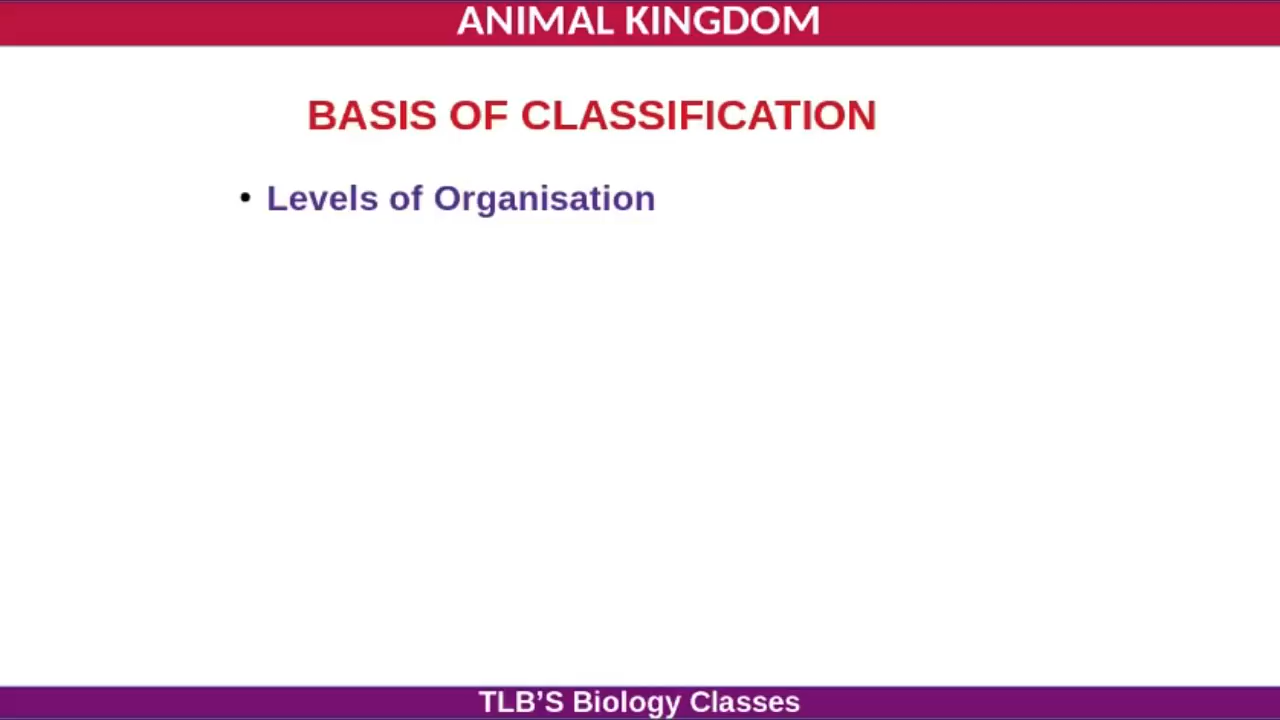 ANIMAL KINGDOM
BASIS OF CLASSIFICATION
• Levels of Organisation
TLB’S Biology Classes